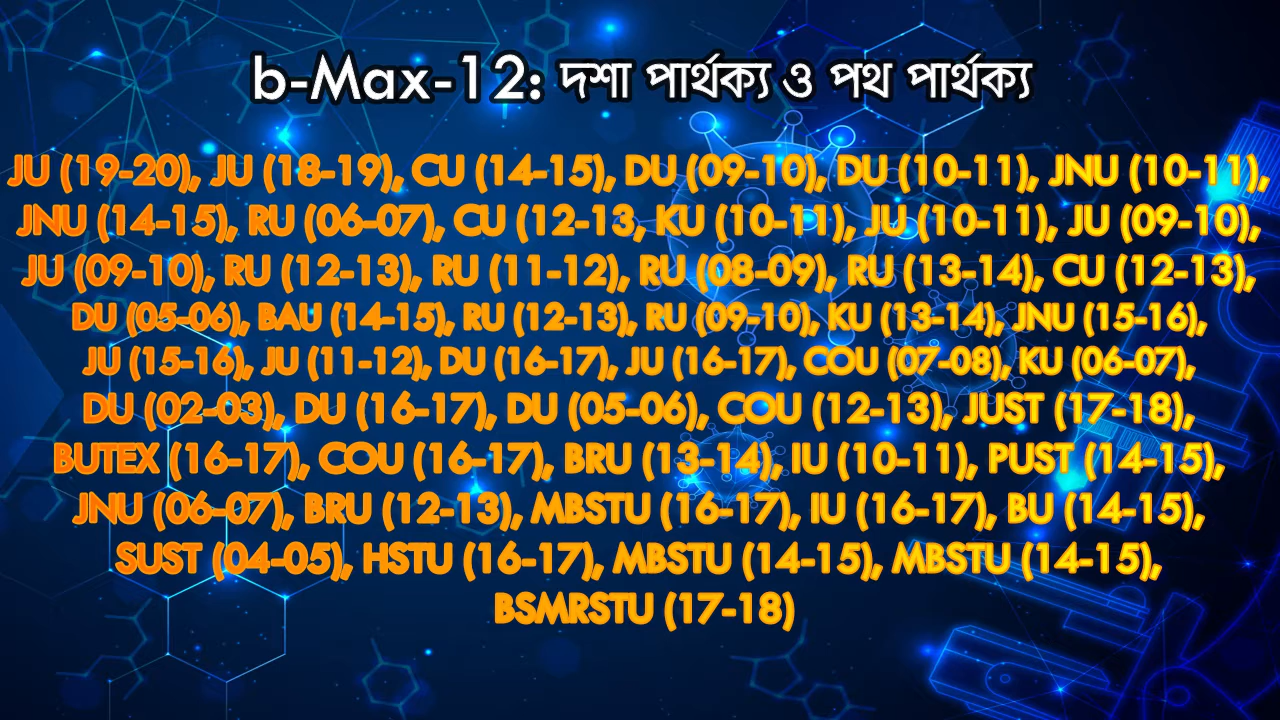 b-Max-12: দশা পার্থক্য ও পথ পার্থক্য
JU (19-20), JU (18-19), CU (14-15), DU (09-10), DU (10-11), JNU (10-11),
JNU (14-15), RU (06-07), CU (12-13, KU (10-11), JU (10-11), JU (09-10),
JU (09-10), RU (12-13), RU (11-12), RU (08-09), RU (13-14), CU (12-13),
DU (05-06), BAU (14-15), RU (12-13), RU (09-10), KU (13-14), JNU (15-16),
JU (15-16), JU (11-12), DU (16-17), JU (16-17), COU (07-08), KU (06-07),
DU (02-03), DU (16-17), DU (05-06), COU (12-13), JUST (17-18),
BUTEX (16-17), COU (16-17), BRU (13-14), IU (10-11), PUST (14-15),
JNU (06-07), BRU (12-13), MBSTU (16-17), IU (16-17), BU (14-15),
SUST (04-05), HSTU (16-17), MBSTU (14-15), MBSTU (14-15),
BSMRSTU (17-18)